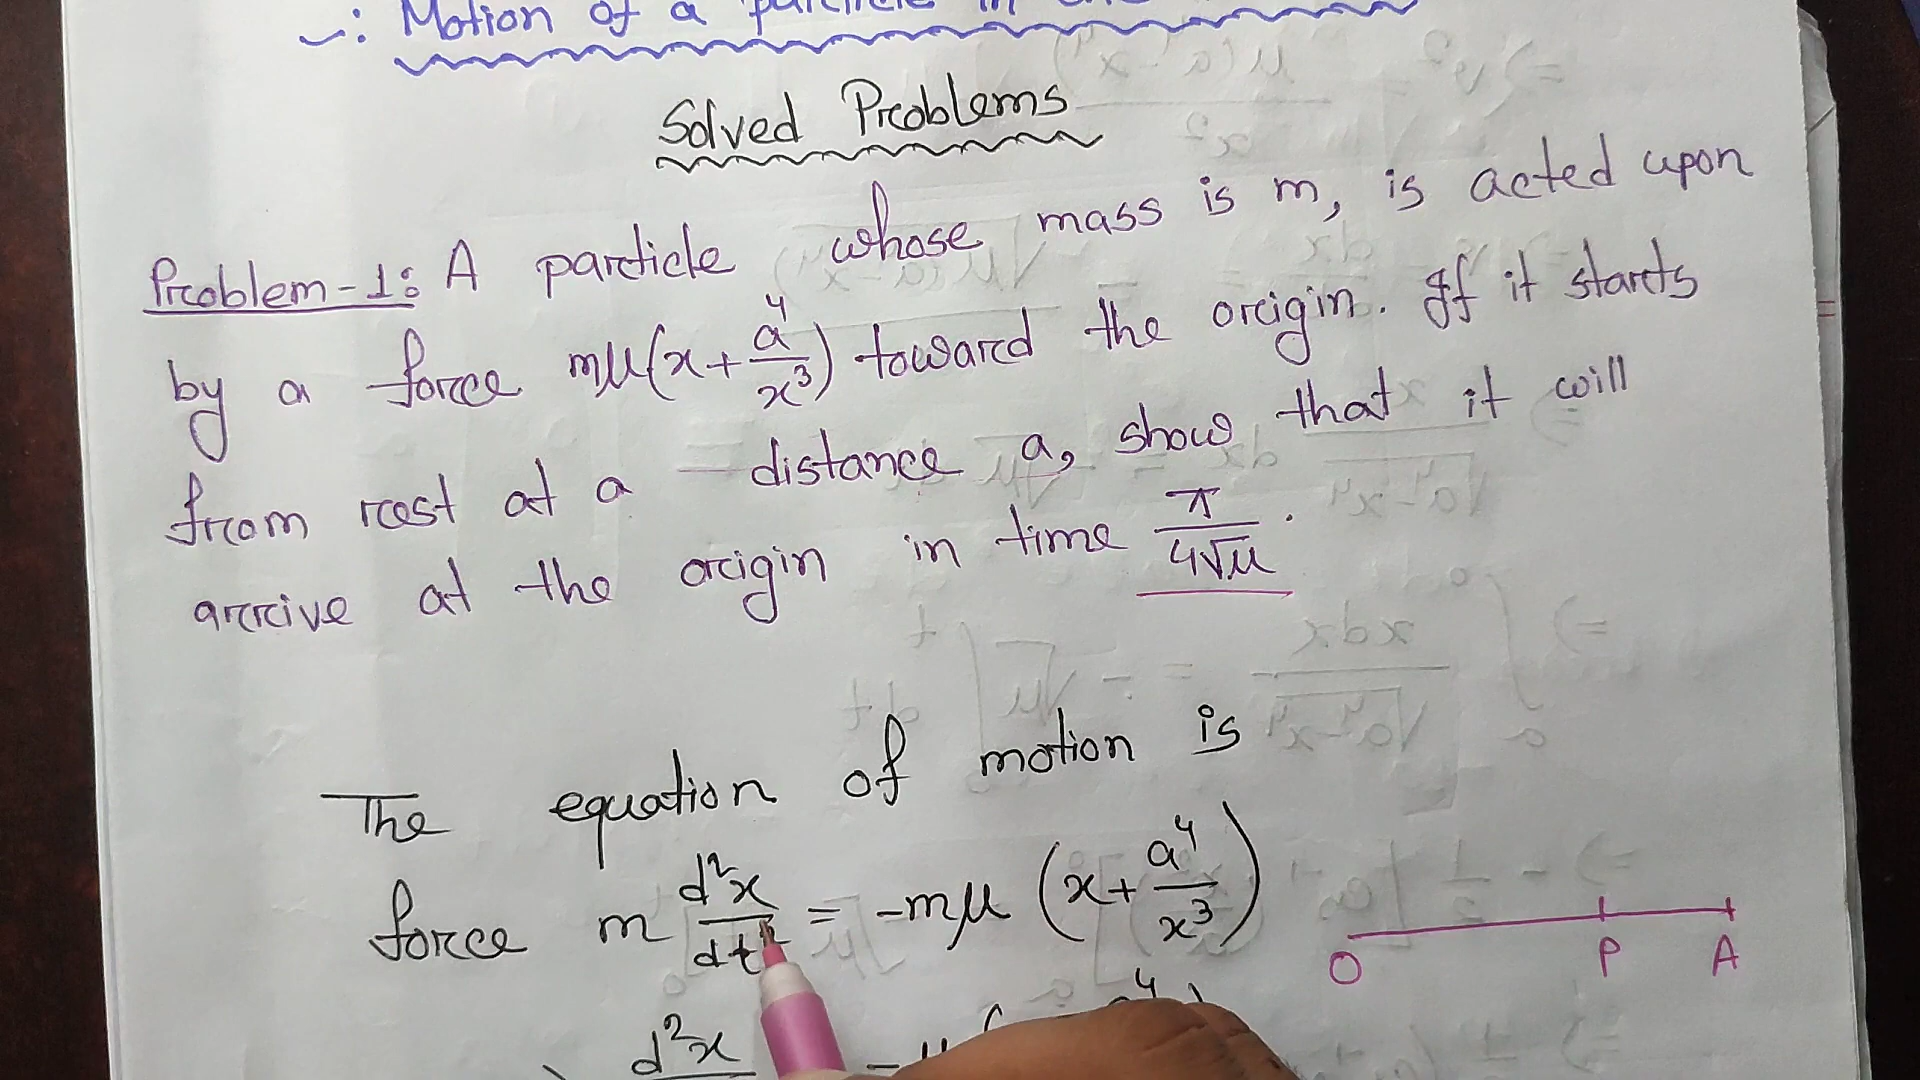 ∴ Motion of a particle in
Solved Problems
Problem-1: A particle whose mass is m, is acted upon
by a force mμ(x + a⁴/x³) toward the origin. If it starts
from rest at a distance a, show that it will
arrive at the origin in time π/4√μ.
The equation of motion is
force m d²x/dt² = -mμ (x + a⁴/x³)
O P A
d²x